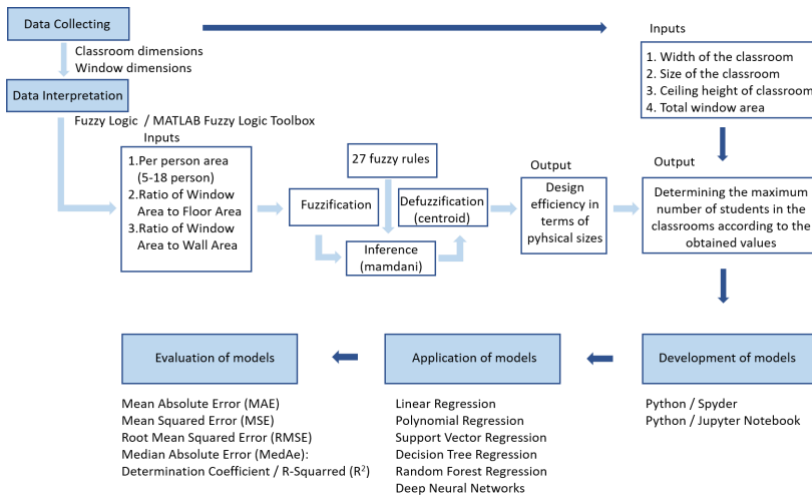 Data Collecting
Classroom dimensions
Window dimensions
Data Interpretation
Fuzzy Logic / MATLAB Fuzzy Logic Toolbox
Inputs
1.Per person area
(5-18 person)
2.Ratio of Window
Area to Floor Area
3.Ratio of Window
Area to Wall Area
Fuzzification
27 fuzzy rules
Inference
(mamdani)
Defuzzification
(centroid)
Output
Design
efficiency in
terms of
pyhsical sizes
Inputs
1. Width of the classroom
2. Size of the classroom
3. Ceiling height of classroom
4. Total window area
Output
Determining the maximum
number of students in the
classrooms according to the
obtained values
Development of models
Python / Spyder
Python / Jupyter Notebook
Application of models
Linear Regression
Polynomial Regression
Support Vector Regression
Decision Tree Regression
Random Forest Regression
Deep Neural Networks
Evaluation of models
Mean Absolute Error (MAE)
Mean Squared Error (MSE)
Root Mean Squared Error (RMSE)
Median Absolute Error (MedAe):
Determination Coefficient / R-Squarred (R²)